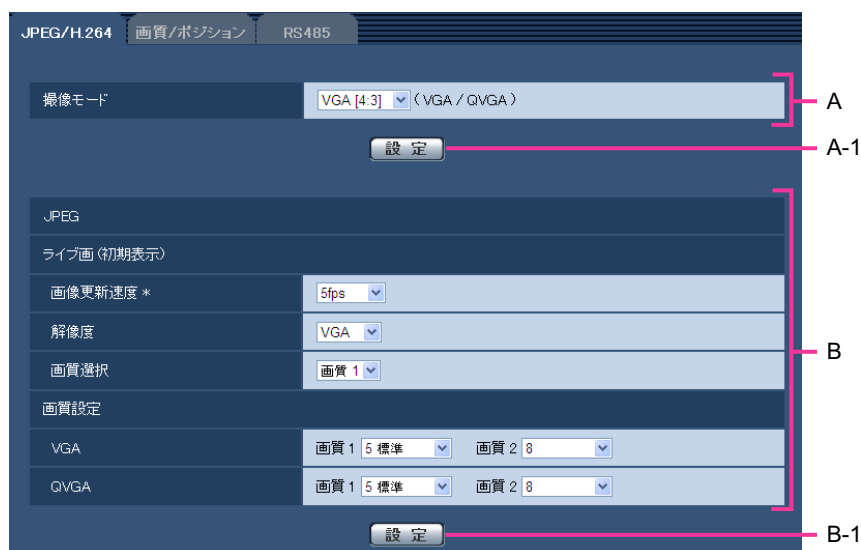 JPEG/H.264 画質/ポジション RS485
撮像モード VGA [4:3] (VGA / QVGA) A
設 定 A-1
JPEG
ライブ画(初期表示)
画像更新速度 * 5fps
解像度 VGA B
画質選択 画質 1
画質設定
VGA 画質 1 5 標準 画質 2 8
QVGA 画質 1 5 標準 画質 2 8
設 定 B-1